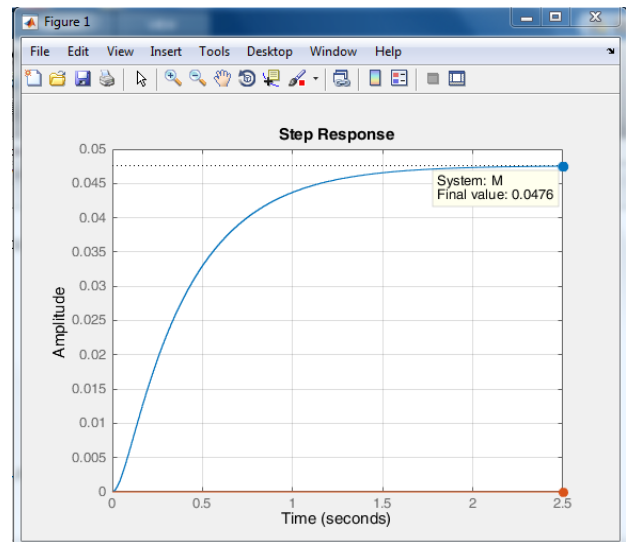 Figure 1
File Edit View Insert Tools Desktop Window Help
Step Response
0.05
0.045
0.04
0.035
0.03
0.025
0.02
0.015
0.01
0.005
0
Amplitude
System: M
Final value: 0.0476
0 0.5 1 1.5 2 2.5
Time (seconds)